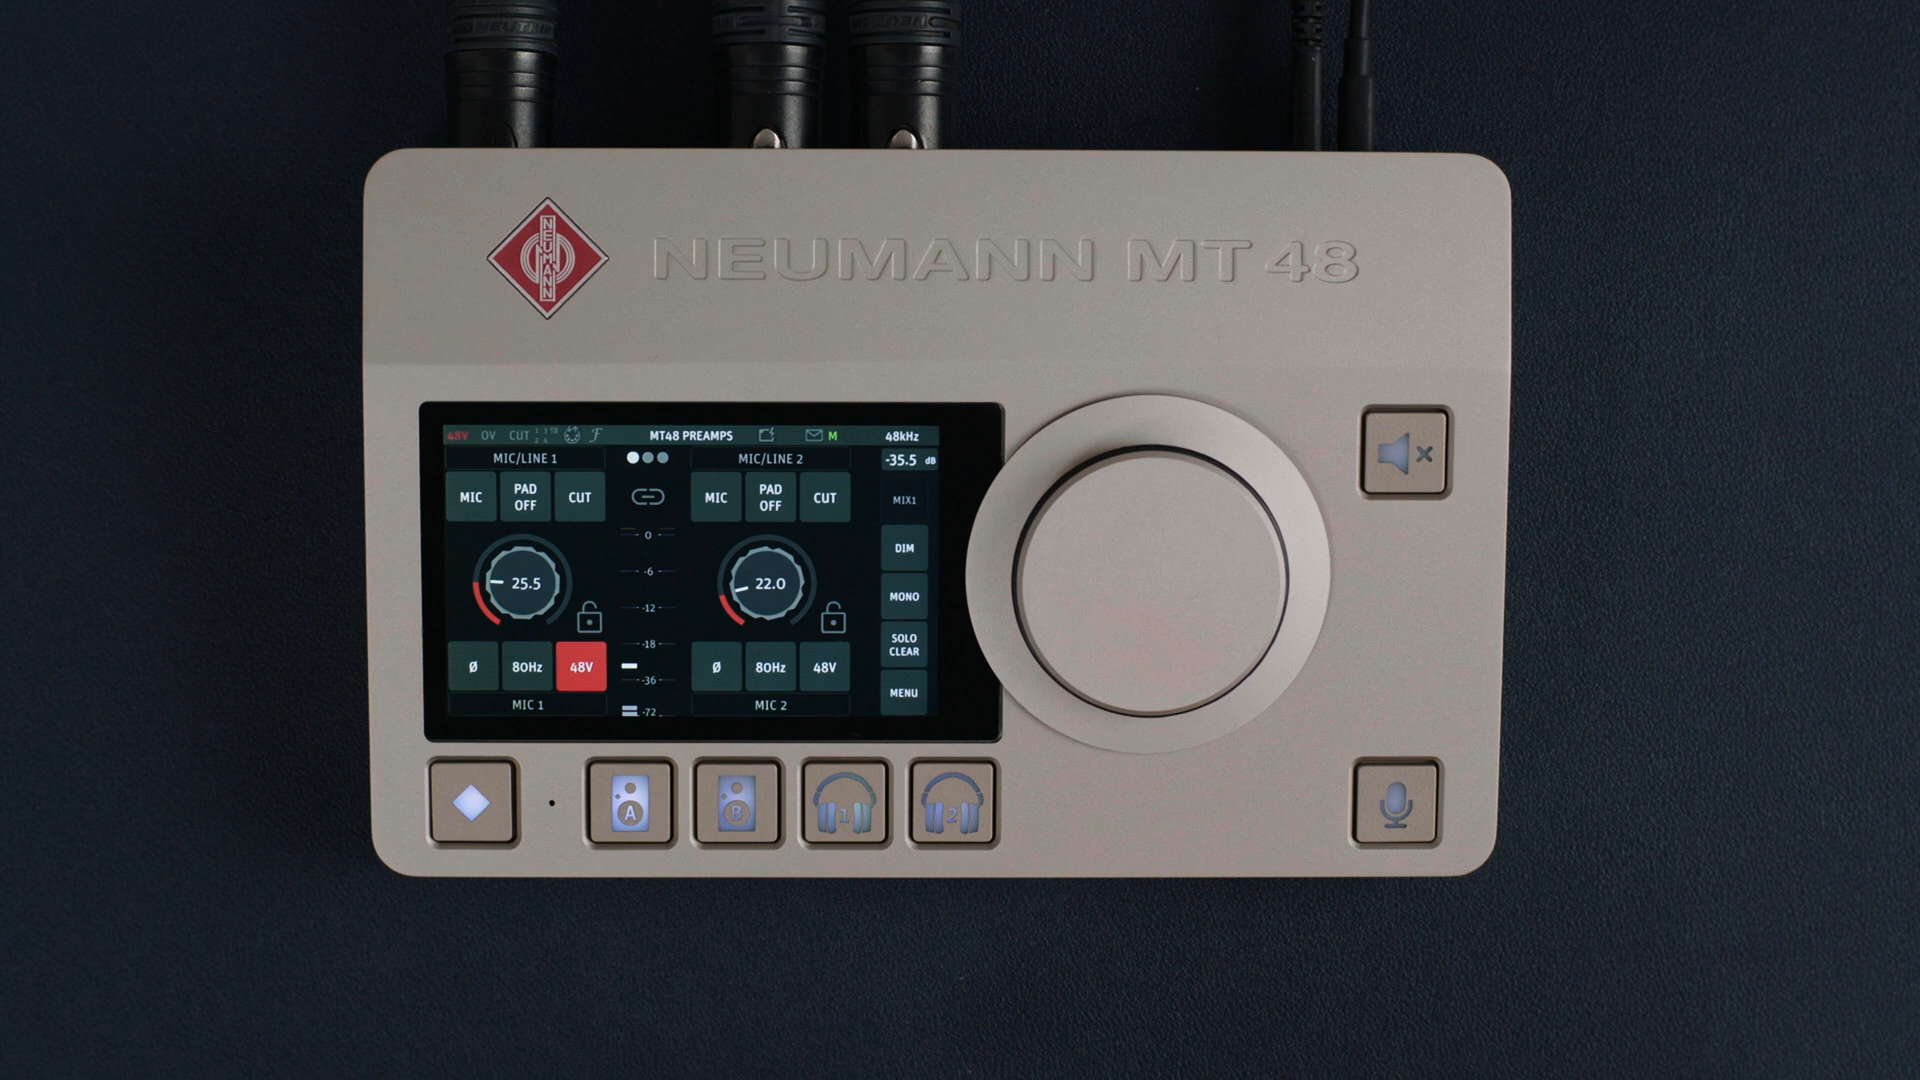 NEUTRIK
NEUMANN
NEUMANN MT 48
48V OV CUT MT48 PREAMPS M 48kHz
MIC/LINE 1 MIC/LINE 2 -35.5 dB
MIC PAD OFF CUT MIC PAD OFF CUT MIX1
0
-6
-12
-18
-36
-72
25.5 22.0
DIM
MONO
SOLO CLEAR
MENU
Ø 80Hz 48V Ø 80Hz 48V
MIC 1 MIC 2
A B 1 2